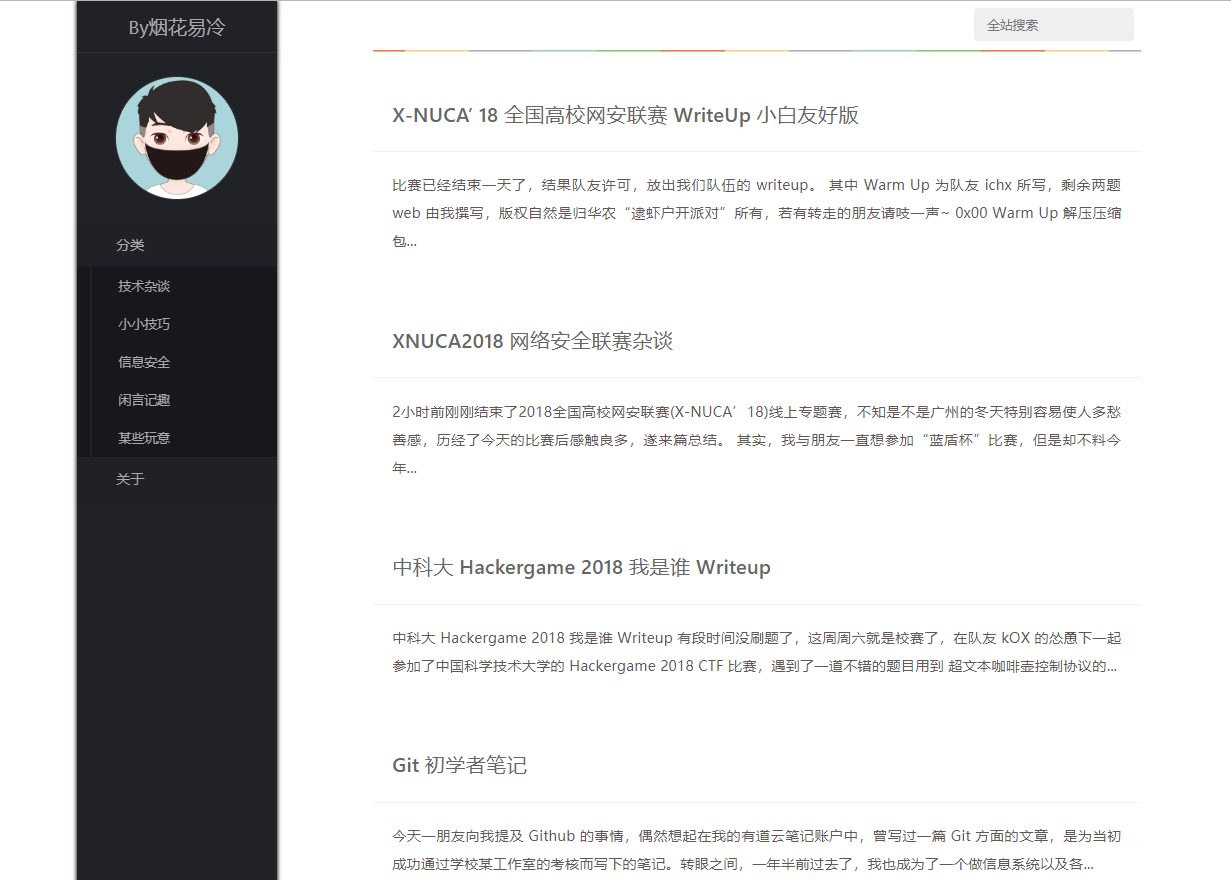 By烟花易冷
分类
技术杂谈
小小技巧
信息安全
闲言记趣
某些玩意
关于
全站搜索
X-NUCA’ 18 全国高校网安联赛 WriteUp 小白友好版
比赛已经结束一天了，结果队友许可，放出我们队伍的 writeup。 其中 Warm Up 为队友 ichx 所写，剩余两题
web 由我撰写，版权自然是归华农“逮虾户开派对”所有，若有转走的朋友请吱一声~ 0x00 Warm Up 解压压缩
包...
XNUCA2018 网络安全联赛杂谈
2小时前刚刚结束了2018全国高校网安联赛(X-NUCA’18)线上专题赛，不知是不是广州的冬天特别容易使人多愁
善感，历经了今天的比赛后感触良多，遂来篇总结。 其实，我与朋友一直想参加“蓝盾杯”比赛，但是却不料今
年...
中科大 Hackergame 2018 我是谁 Writeup
中科大 Hackergame 2018 我是谁 Writeup 有段时间没刷题了，这周周六就是校赛了，在队友 kOX 的怂恿下一起
参加了中国科学技术大学的 Hackergame 2018 CTF 比赛，遇到了一道不错的题目用到 超文本咖啡壶控制协议的...
Git 初学者笔记
今天一朋友向我提及 Github 的事情，偶然想起在我的有道云笔记账户中，曾写过一篇 Git 方面的文章，是为当初
成功通过学校某工作室的考核而写下的笔记。转眼之间，一年半前过去了，我也成为了一个做信息系统以及各...